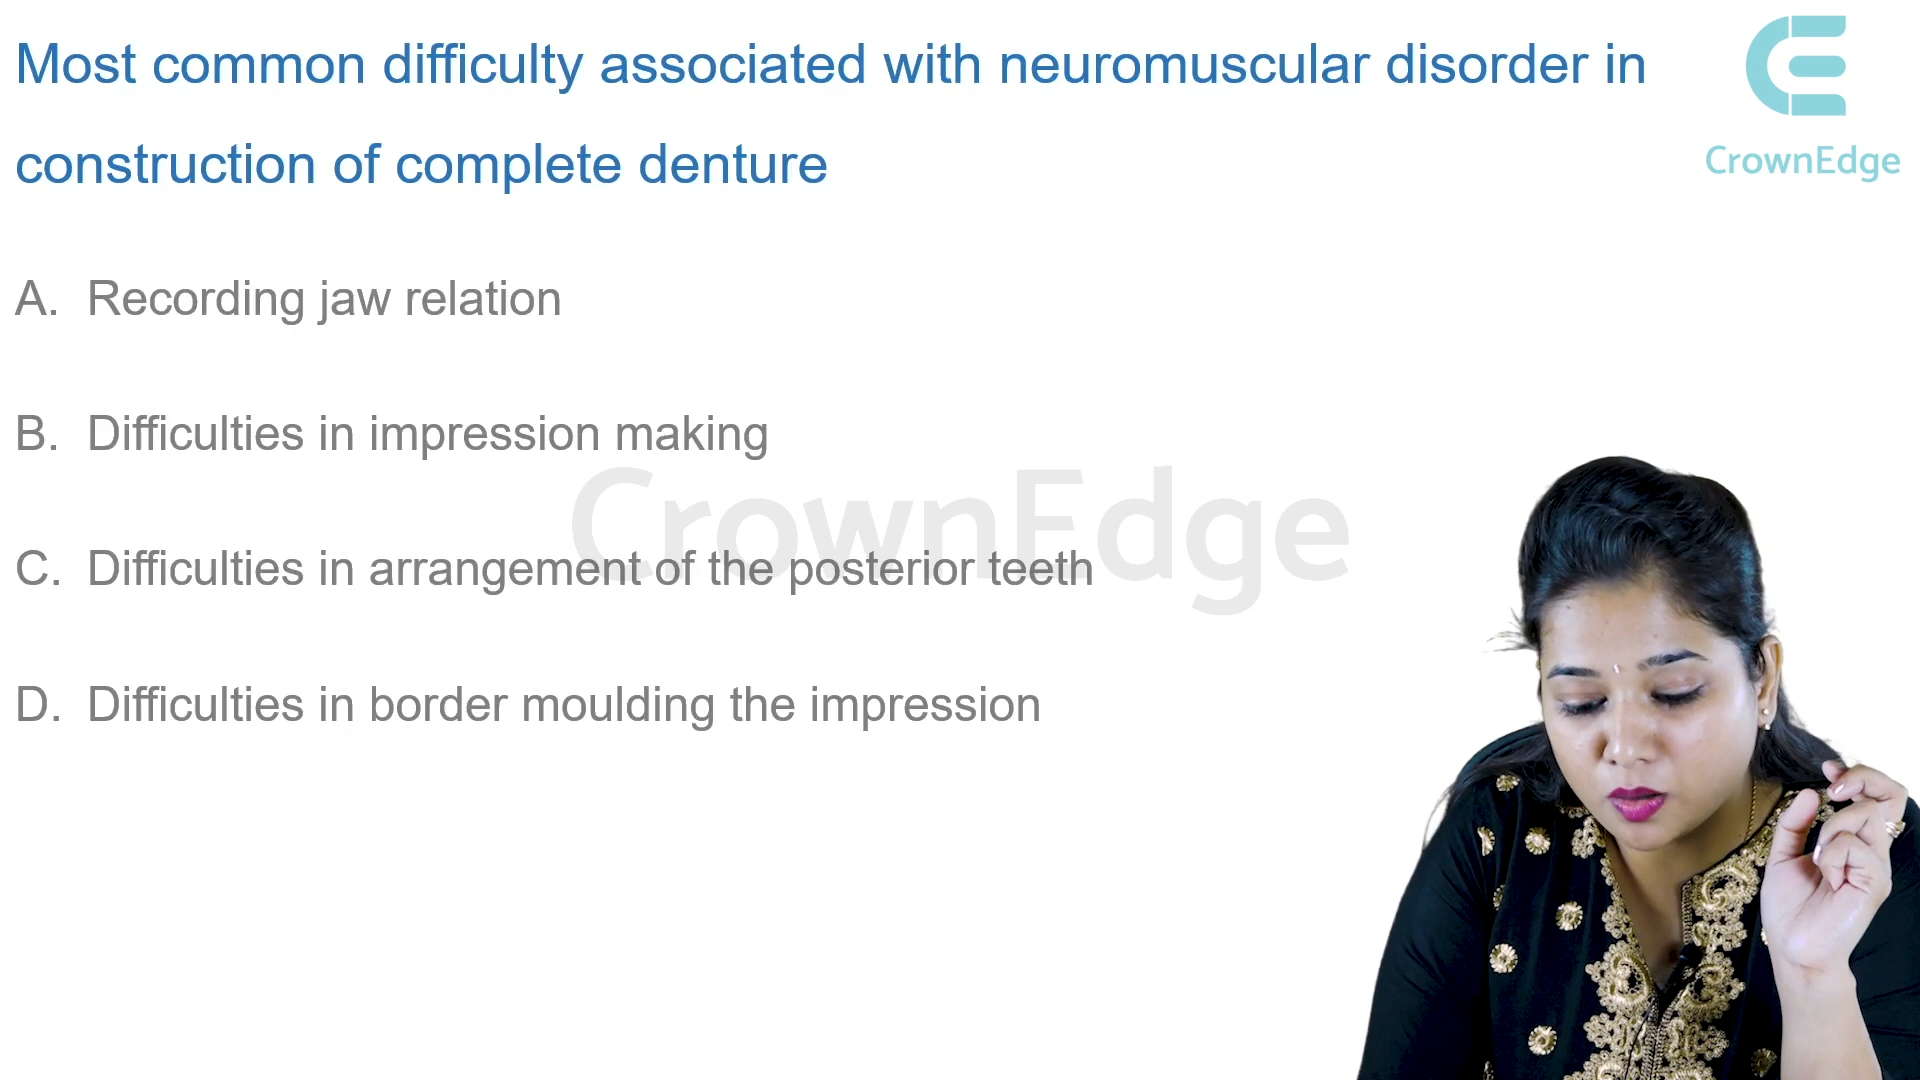 Most common difficulty associated with neuromuscular disorder in
construction of complete denture
CrownEdge
A. Recording jaw relation
B. Difficulties in impression making
CrownEdge
C. Difficulties in arrangement of the posterior teeth
D. Difficulties in border moulding the impression